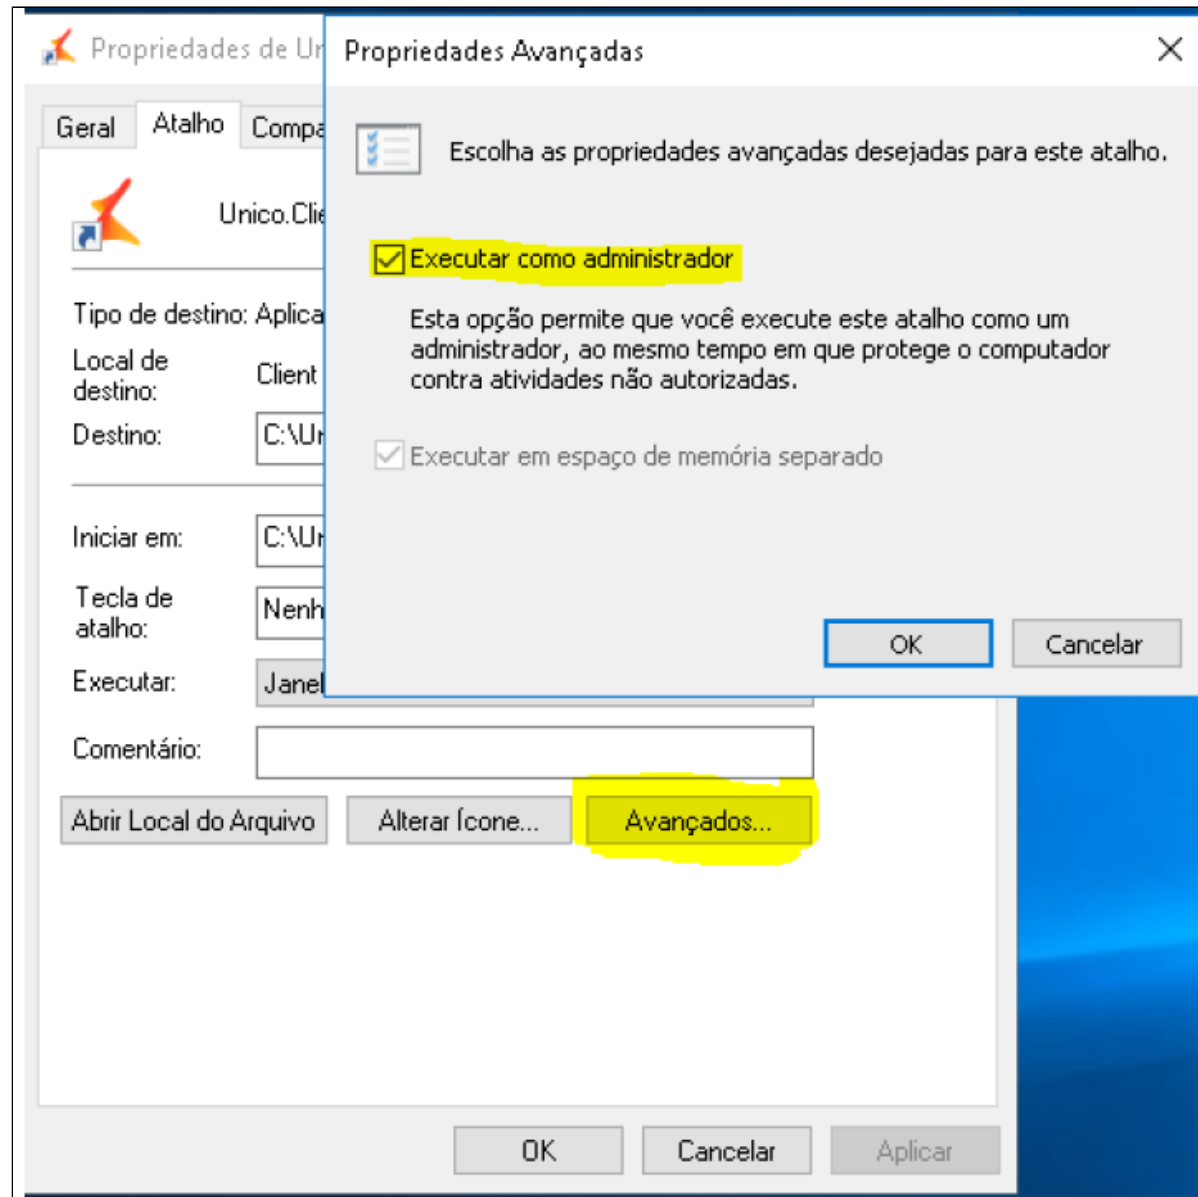 Propriedades de Un
Propriedades Avançadas
Geral
Atalho
Compa
Escolha as propriedades avançadas desejadas para este atalho.
Unico.Clie
Executar como administrador
Tipo de destino: Aplica
Esta opção permite que você execute este atalho como um
administrador, ao mesmo tempo em que protege o computador
contra atividades não autorizadas.
Local de
destino:
Client
Destino:
C:\Un
Executar em espaço de memória separado
Iniciar em:
C:\Un
Tecla de
atalho:
Nenh
OK
Cancelar
Executar:
Janel
Comentário:
Abrir Local do Arquivo
Alterar Ícone...
Avançados...
OK
Cancelar
Aplicar